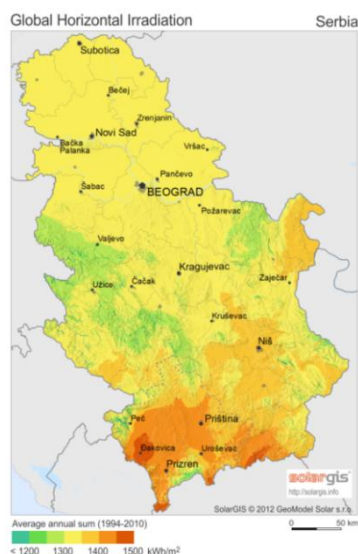 Global Horizontal Irradiation Serbia
Subotica
Bečej
Zrenjanin
Novi Sad
Bačka
Palanka
Vršac
Pančevo
Šabac
BEOGRAD
Požarevac
Valjevo
Kragujevac
Užice
Čačak
Zaječar
Kruševac
Niš
Peć
Priština
Đakovica
Uroševac
Prizren
solargis
http://solargis.info
SolarGIS © 2012 GeoModel Solar s.r.o.
Average annual sum (1994-2010)
0 50 km
< 1200 1300 1400 1500 kWh/m²